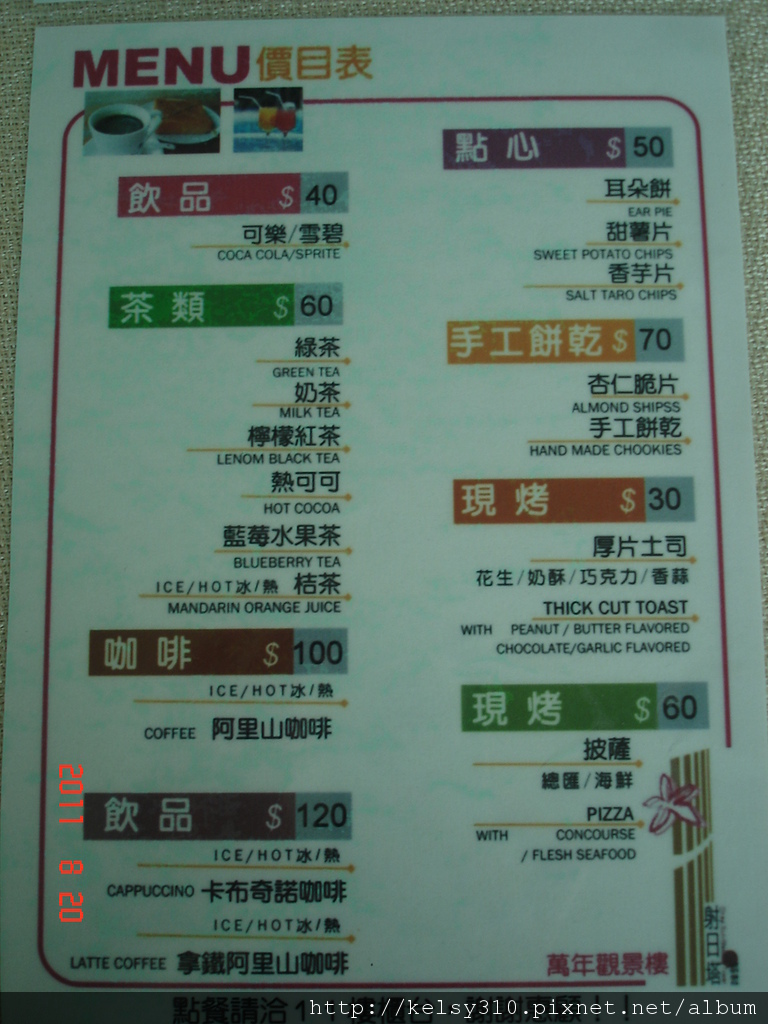 MENU 價目表
飲品 $ 40
可樂/雪碧
COCA COLA/SPRITE
茶類 $ 60
綠茶
GREEN TEA
奶茶
MILK TEA
檸檬紅茶
LENOM BLACK TEA
熱可可
HOT COCOA
藍莓水果茶
BLUEBERRY TEA
ICE/HOT冰/熱 桔茶
MANDARIN ORANGE JUICE
咖啡 $ 100
ICE/HOT冰/熱
COFFEE 阿里山咖啡
飲品 $ 120
ICE/HOT冰/熱
CAPPUCCINO 卡布奇諾咖啡
ICE/HOT冰/熱
LATTE COFFEE 拿鐵阿里山咖啡
點心 $ 50
耳朵餅
EAR PIE
甜薯片
SWEET POTATO CHIPS
香芋片
SALT TARO CHIPS
手工餅乾 $ 70
杏仁脆片
ALMOND SHIPSS
手工餅乾
HAND MADE CHOOKIES
現烤 $ 30
厚片土司
花生/奶酥/巧克力/香蒜
THICK CUT TOAST
WITH PEANUT / BUTTER FLAVORED
CHOCOLATE/GARLIC FLAVORED
現烤 $ 60
披薩
總匯/海鮮
PIZZA
WITH CONCOURSE
/ FLESH SEAFOOD
射日塔
萬年觀景樓
點餐請洽1
2011 8 20
http://kelsy310.pixnet.net/album